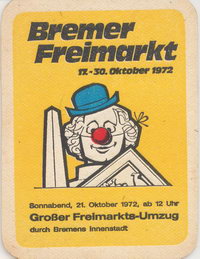 Bremer
Freimarkt
17.-30. Oktober 1972
Sonnabend, 21. Oktober 1972, ab 12 Uhr
Großer Freimarkts-Umzug
durch Bremens Innenstadt